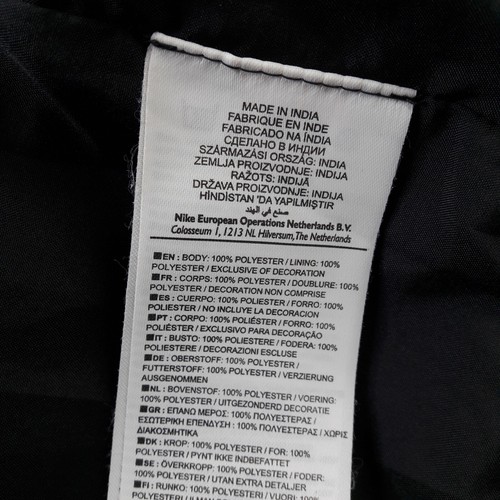 MADE IN INDIA
FABRIQUE EN INDE
FABRICADO NA ÍNDIA
СДЕЛАНО В ИНДИИ
SZÁRMAZÁSI ORSZÁG: INDIA
ZEMLJA PROIZVODNJE: INDIJA
RAŽOTS: INDIJĀ
DRŽAVA PROIZVODNJE: INDIJA
HİNDİSTAN 'DA YAPILMIŞTIR
صنع في الهند
Nike European Operations Netherlands B.V.
Colosseum 1, 1213 NL Hilversum, The Netherlands
■EN: BODY: 100% POLYESTER / LINING: 100%
POLYESTER / EXCLUSIVE OF DECORATION
■FR: CORPS: 100% POLYESTER / DOUBLURE: 100%
POLYESTER / DECORATION NON COMPRISE
■ES: CUERPO: 100% POLIESTER / FORRO: 100%
POLIESTER / NO INCLUYE LA DECORACION
■PT: CORPO: 100% POLIÉSTER / FORRO: 100%
POLIÉSTER / EXCLUSIVO PARA DECORAÇÃO
■IT: BUSTO: 100% POLIESTERE / FODERA: 100%
POLIESTERE / DECORAZIONI ESCLUSE
■DE: OBERSTOFF: 100% POLYESTER /
FUTTERSTOFF: 100% POLYESTER / VERZIERUNG
AUSGENOMMEN
■NL: BOVENSTOF: 100% POLYESTER / VOERING:
100% POLYESTER / UITGEZONDERD DECORATIE
■GR: ΕΠΑΝΩ ΜΕΡΟΣ: 100% ΠΟΛΥΕΣΤΕΡΑΣ /
ΕΣΩΤΕΡΙΚΗ ΕΠΕΝΔΥΣΗ: 100% ΠΟΛΥΕΣΤΕΡΑΣ / ΧΩΡΙΣ
ΔΙΑΚΟΣΜΗΤΙΚΑ
■DK: KROP: 100% POLYESTER / FOR: 100%
POLYESTER / PYNT IKKE INDBEFATTET
■SE: ÖVERKROPP: 100% POLYESTER / FODER:
100% POLYESTER / UTAN EXTRA DETALJER
■FI: RUNKO: 100% POLYESTERI / VUORI: 100%